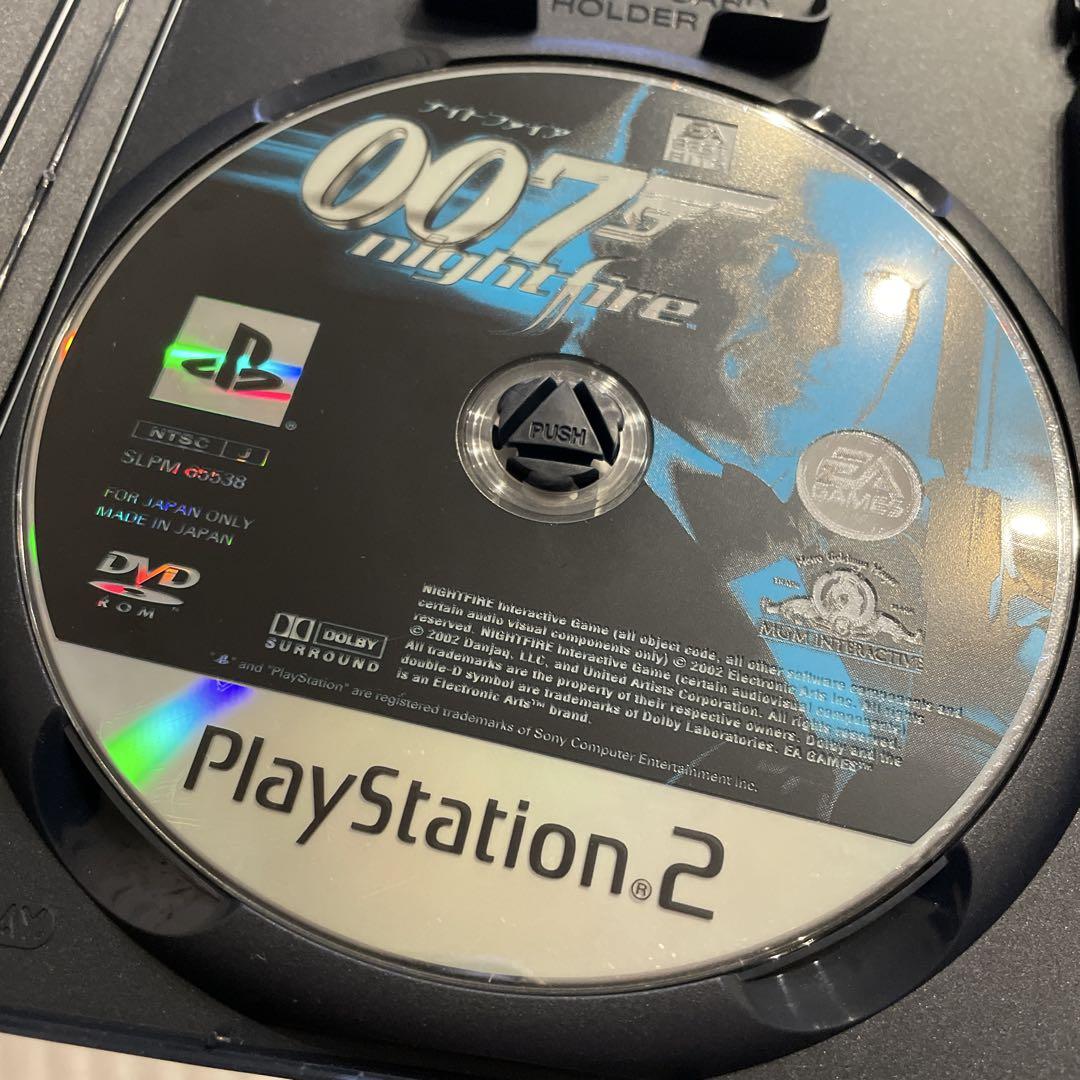 HOLDER
ナイトファイア
007
nightfire™
NTSC J
SLPM 65538
FOR JAPAN ONLY
MADE IN JAPAN
DVD
ROM
DOLBY
SURROUND
PUSH
EA
GAMES
Metro Goldwyn Mayer
MGM INTERACTIVE
NIGHTFIRE Interactive Game (all object code, all other software components and
certain audio visual components only) © 2002 Electronic Arts Inc. All rights
reserved. NIGHTFIRE Interactive Game (certain audiovisual components)
© 2002 Danjaq, LLC, and United Artists Corporation. All rights reserved.
All trademarks are the property of their respective owners. Dolby and the
double-D symbol are trademarks of Dolby Laboratories. EA GAMES™
is an Electronic Arts™ brand.
" " and "PlayStation" are registered trademarks of Sony Computer Entertainment Inc.
PlayStation®2